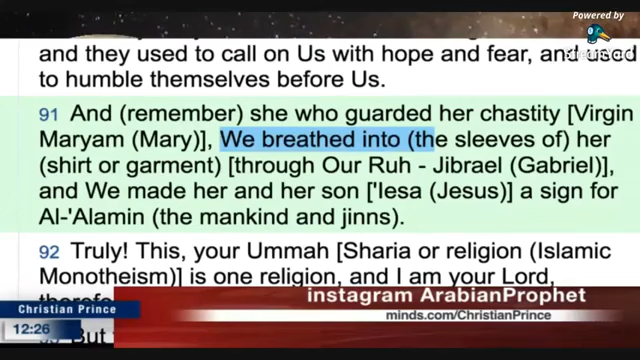 Powered by
and they used to call on Us with hope and fear, and used
to humble themselves before Us.
91 And (remember) she who guarded her chastity [Virgin
Maryam (Mary)], We breathed into (the sleeves of) her
(shirt or garment) [through Our Ruh - Jibrael (Gabriel)],
and We made her and her son ['Iesa (Jesus)] a sign for
Al-'Alamin (the mankind and jinns).
92 Truly! This, your Ummah [Sharia or religion (Islamic
Monotheism)] is one religion, and I am your Lord,
instagram ArabianProphet
Christian Prince
minds.com/ChristianPrince
12:26
But